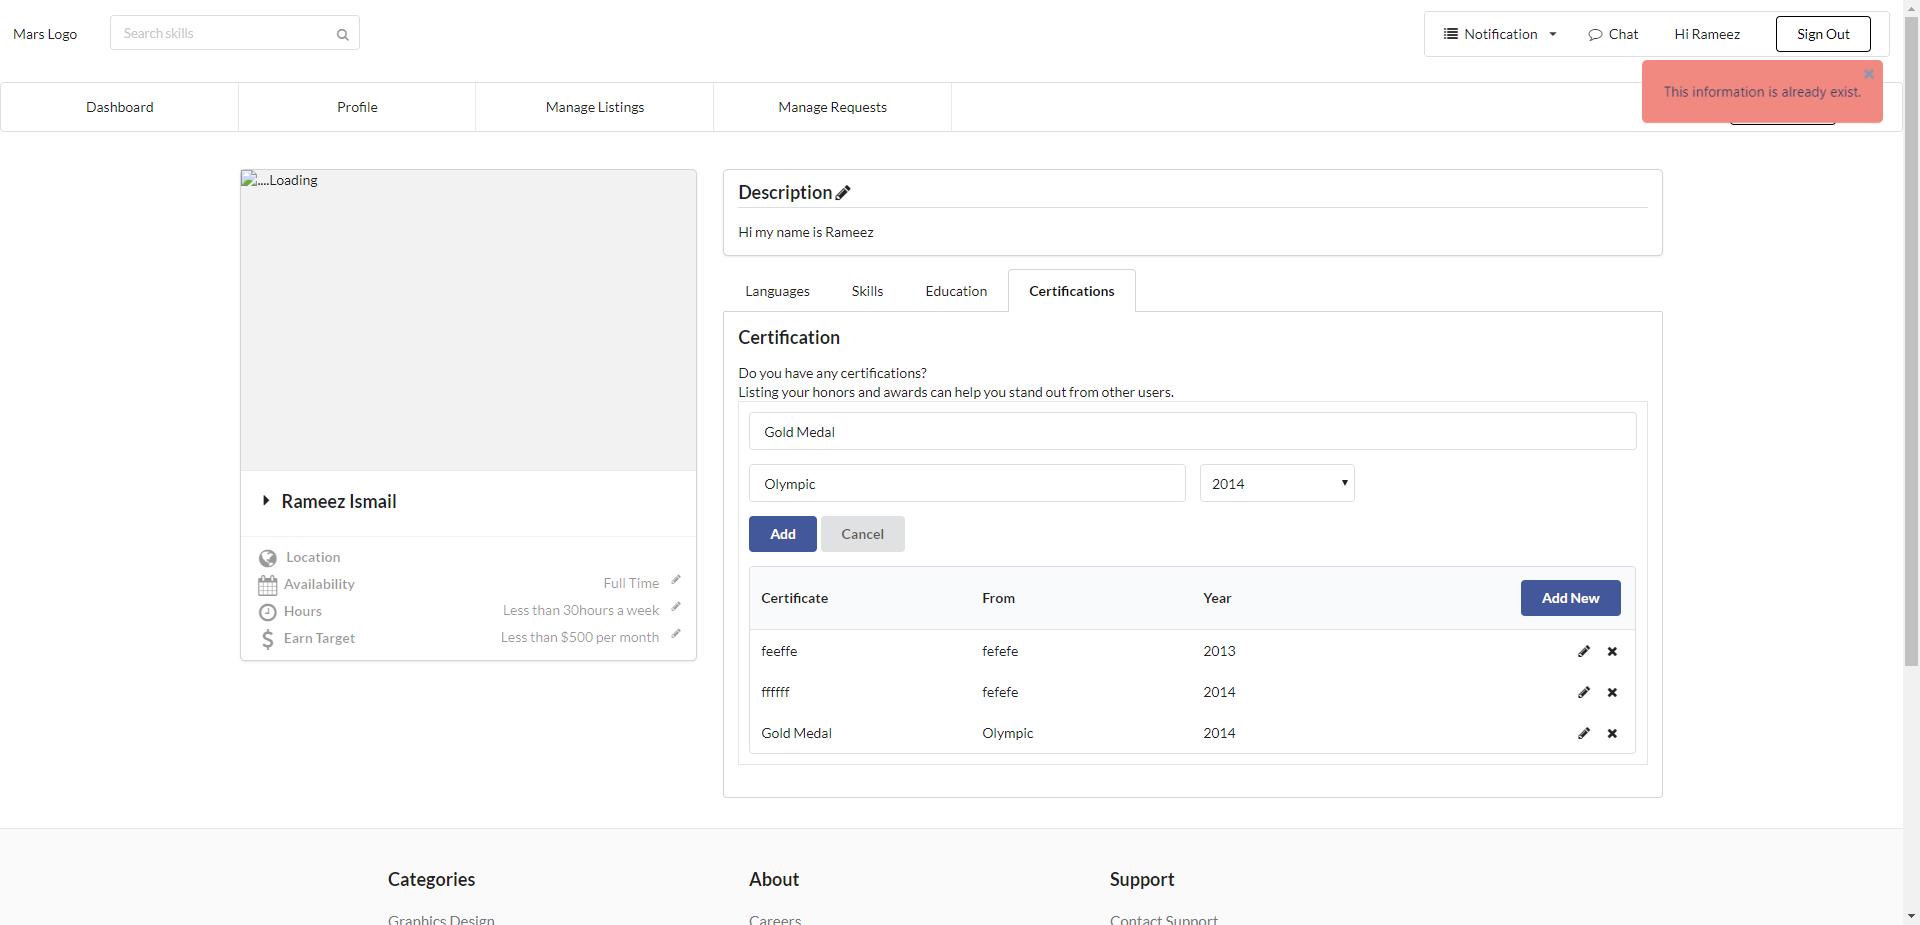 Mars Logo
Search skills
Notification
Chat
Hi Rameez
Sign Out
This information is already exist.
Dashboard
Profile
Manage Listings
Manage Requests
....Loading
Rameez Ismail
Location
Availability
Full Time
Hours
Less than 30hours a week
Earn Target
Less than $500 per month
Description
Hi my name is Rameez
Languages
Skills
Education
Certifications
Certification
Do you have any certifications?
Listing your honors and awards can help you stand out from other users.
Gold Medal
Olympic
2014
Add
Cancel
Certificate
From
Year
Add New
feeffe
fefefe
2013
ffffff
fefefe
2014
Gold Medal
Olympic
2014
Categories
About
Support
Graphics Design
Careers
Contact Support